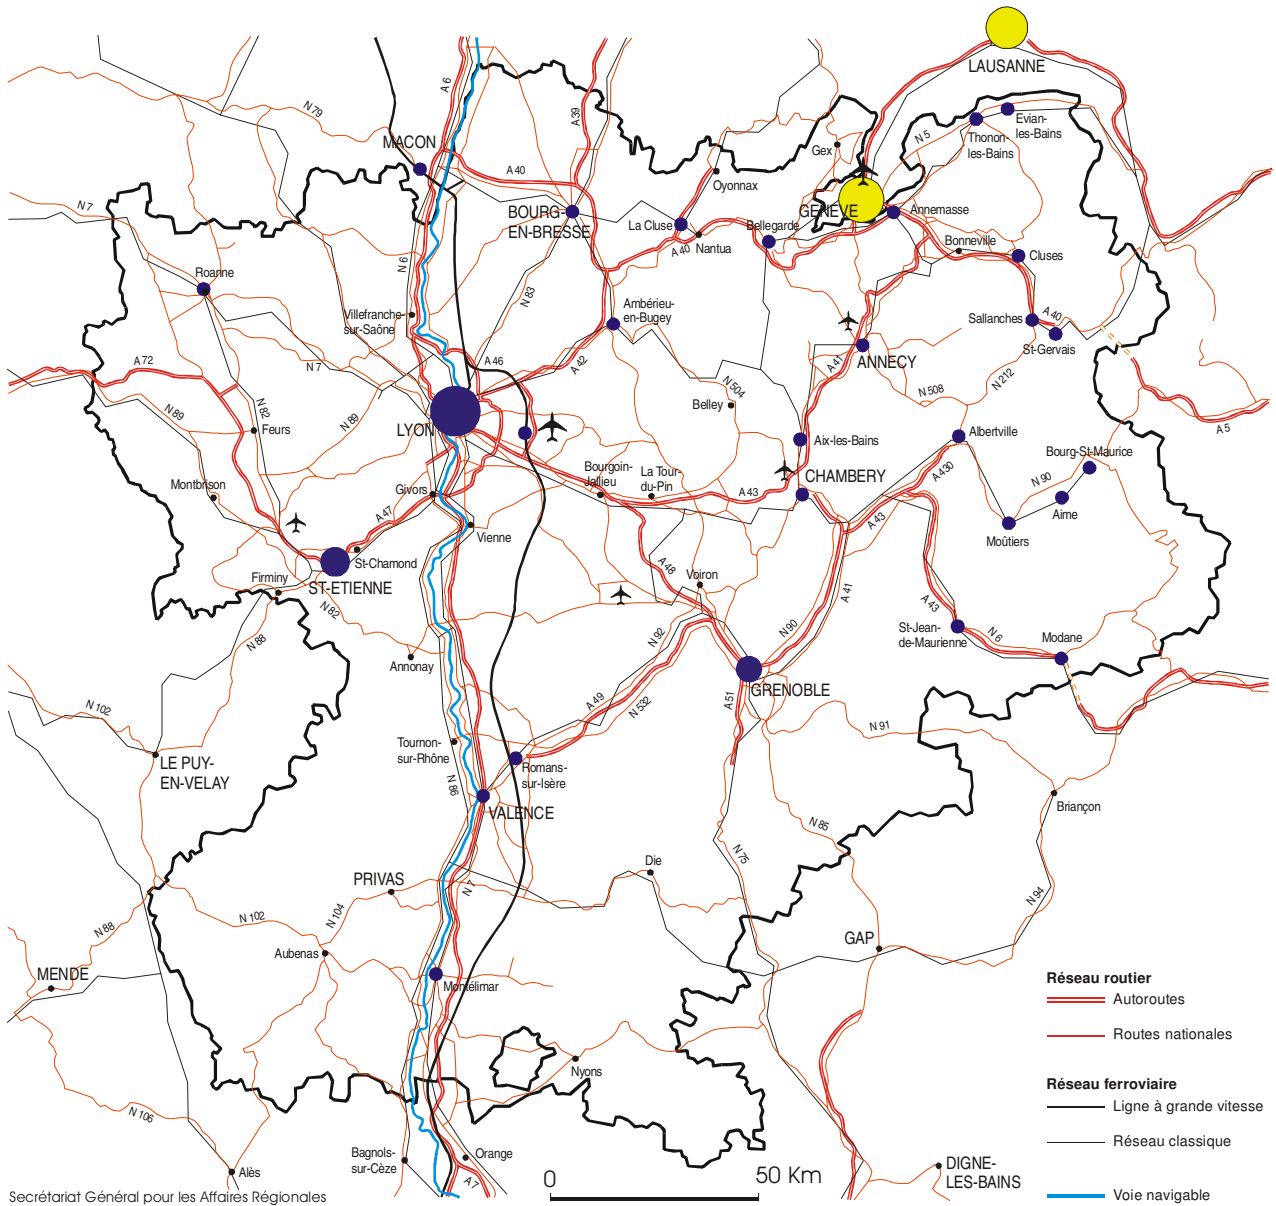 LAUSANNE
A 6
A 39
N 79
N 5
Evian-
les-Bains
Thonon-
les-Bains
MACON
Gex
A 40
Oyonnax
N 7
BOURG-
EN-BRESSE
La Cluse
GENEVE
Annemasse
Bellegarde
Nantua
A 40
Bonneville
Cluses
Roanne
N 6
N 83
Ambérieu-
en-Bugey
Villefranche-
sur-Saône
Sallanches
A 40
St-Gervais
A 72
N 7
A 46
A 42
A 41
ANNECY
N 504
N 508
N 212
Belley
N 89
N 82
Feurs
N 89
LYON
A 5
Aix-les-Bains
Albertville
Bourg-St-Maurice
Bourgoin-
Jallieu
La Tour-
du-Pin
CHAMBERY
A 430
N 90
Montbrison
Givors
A 43
Aime
A 47
Vienne
A 43
Moûtiers
St-Chamond
A 48
Voiron
Firminy
ST-ETIENNE
A 41
A 43
N 82
N 88
N 92
N 90
St-Jean-
de-Maurienne
N 6
Modane
Annonay
GRENOBLE
N 102
A 49
N 532
A 51
N 91
Tournon-
sur-Rhône
LE PUY-
EN-VELAY
Romans-
sur-Isère
N 86
VALENCE
Briançon
N 85
N 75
Die
PRIVAS
N 7
N 94
N 102
N 104
N 88
GAP
Aubenas
MENDE
Montélimar
Réseau routier
Autoroutes
Routes nationales
Nyons
Réseau ferroviaire
Ligne à grande vitesse
N 106
Réseau classique
Bagnols-
sur-Cèze
Orange
Alès
A 7
0
50 Km
DIGNE-
LES-BAINS
Voie navigable
Secrétariat Général pour les Affaires Régionales